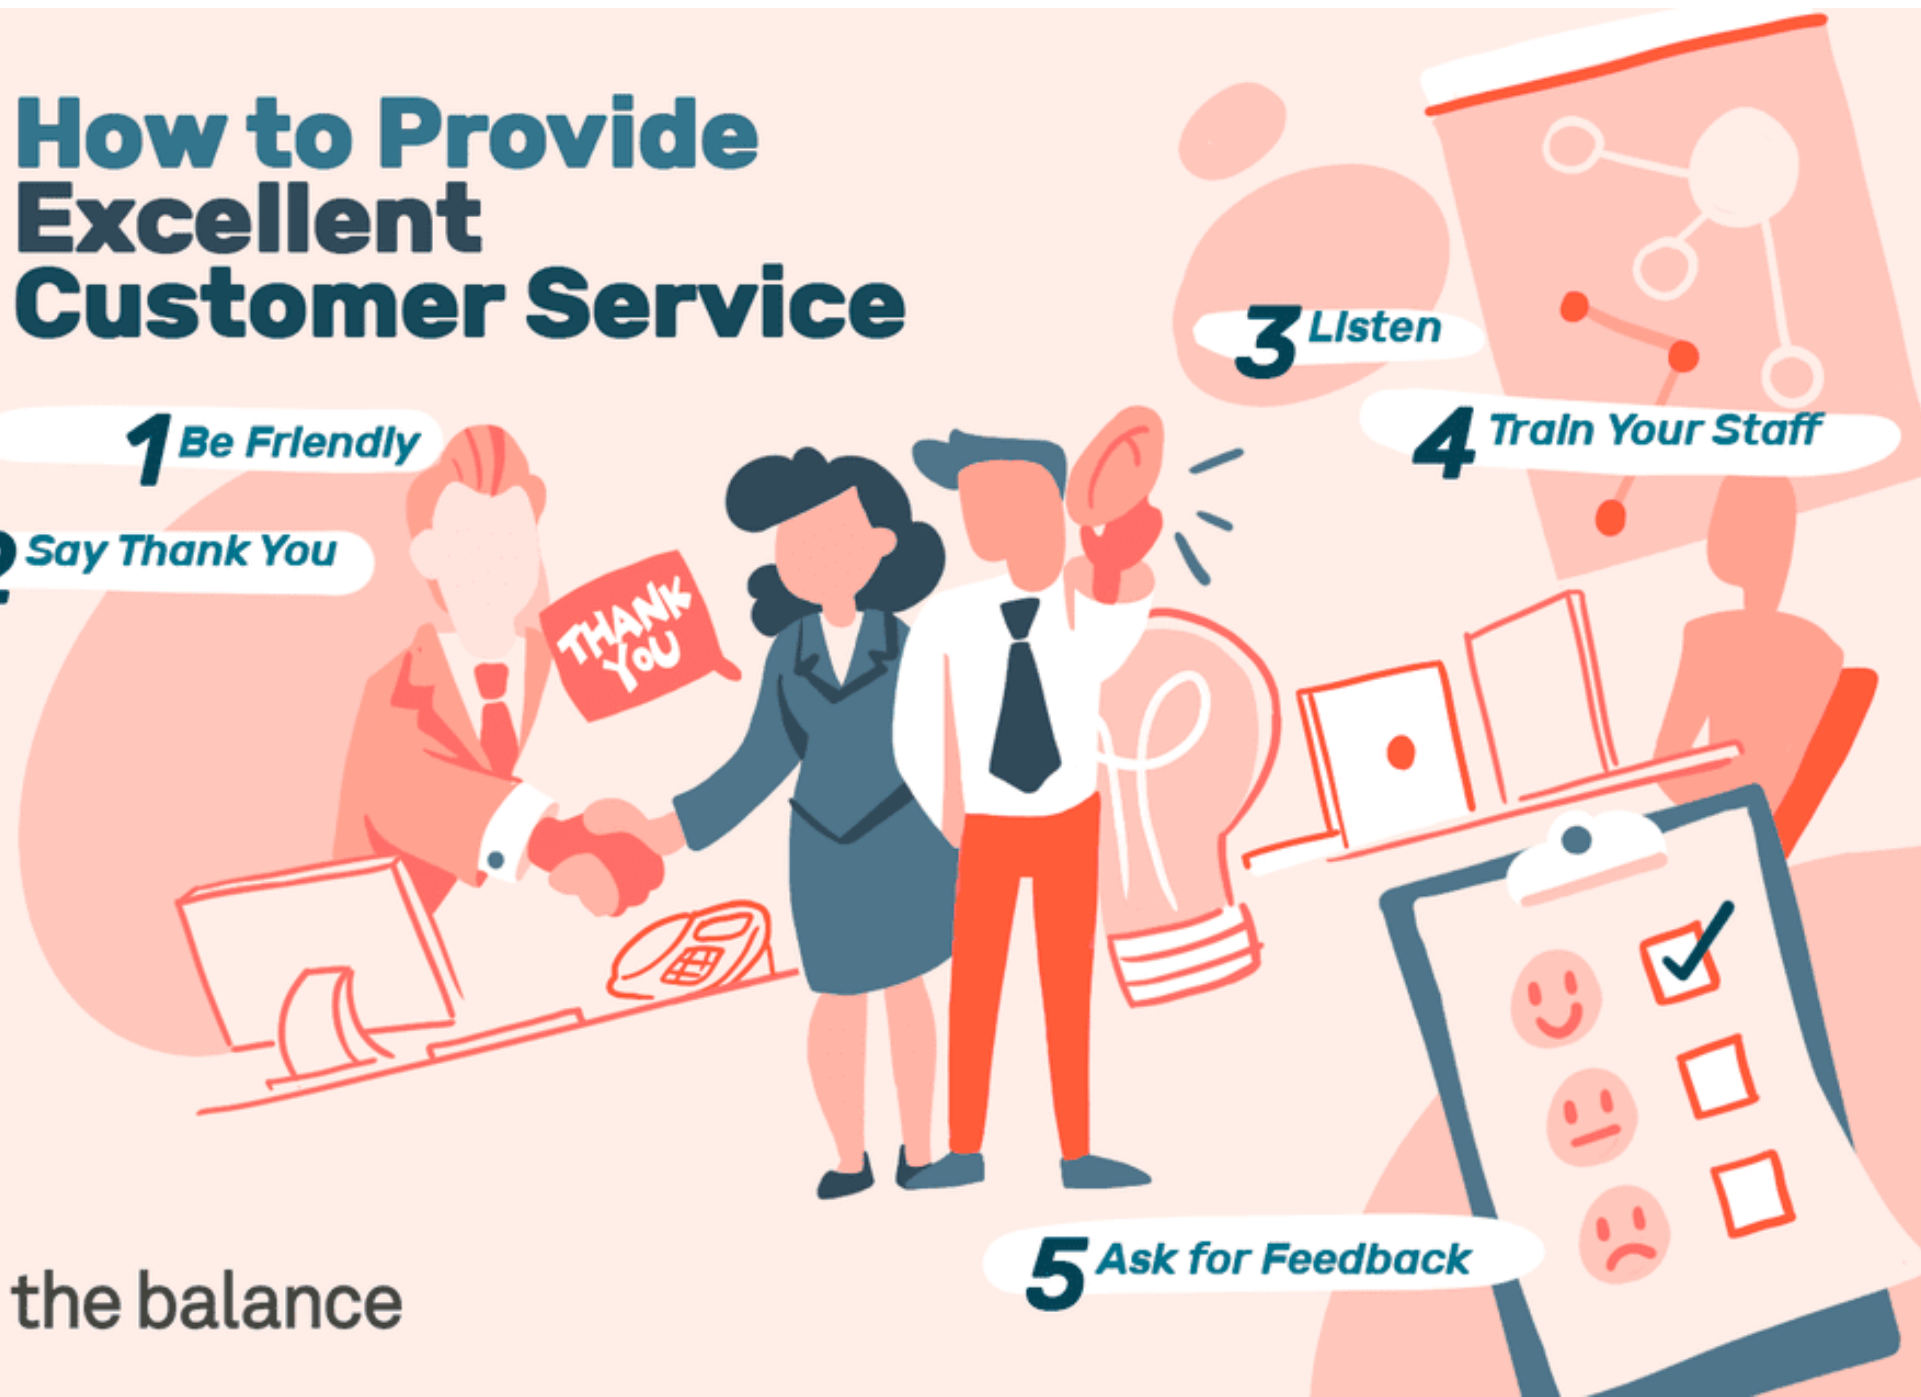 How to Provide
Excellent
Customer Service
1 Be Friendly
2 Say Thank You
THANK
YOU
3 Listen
4 Train Your Staff
5 Ask for Feedback
the balance